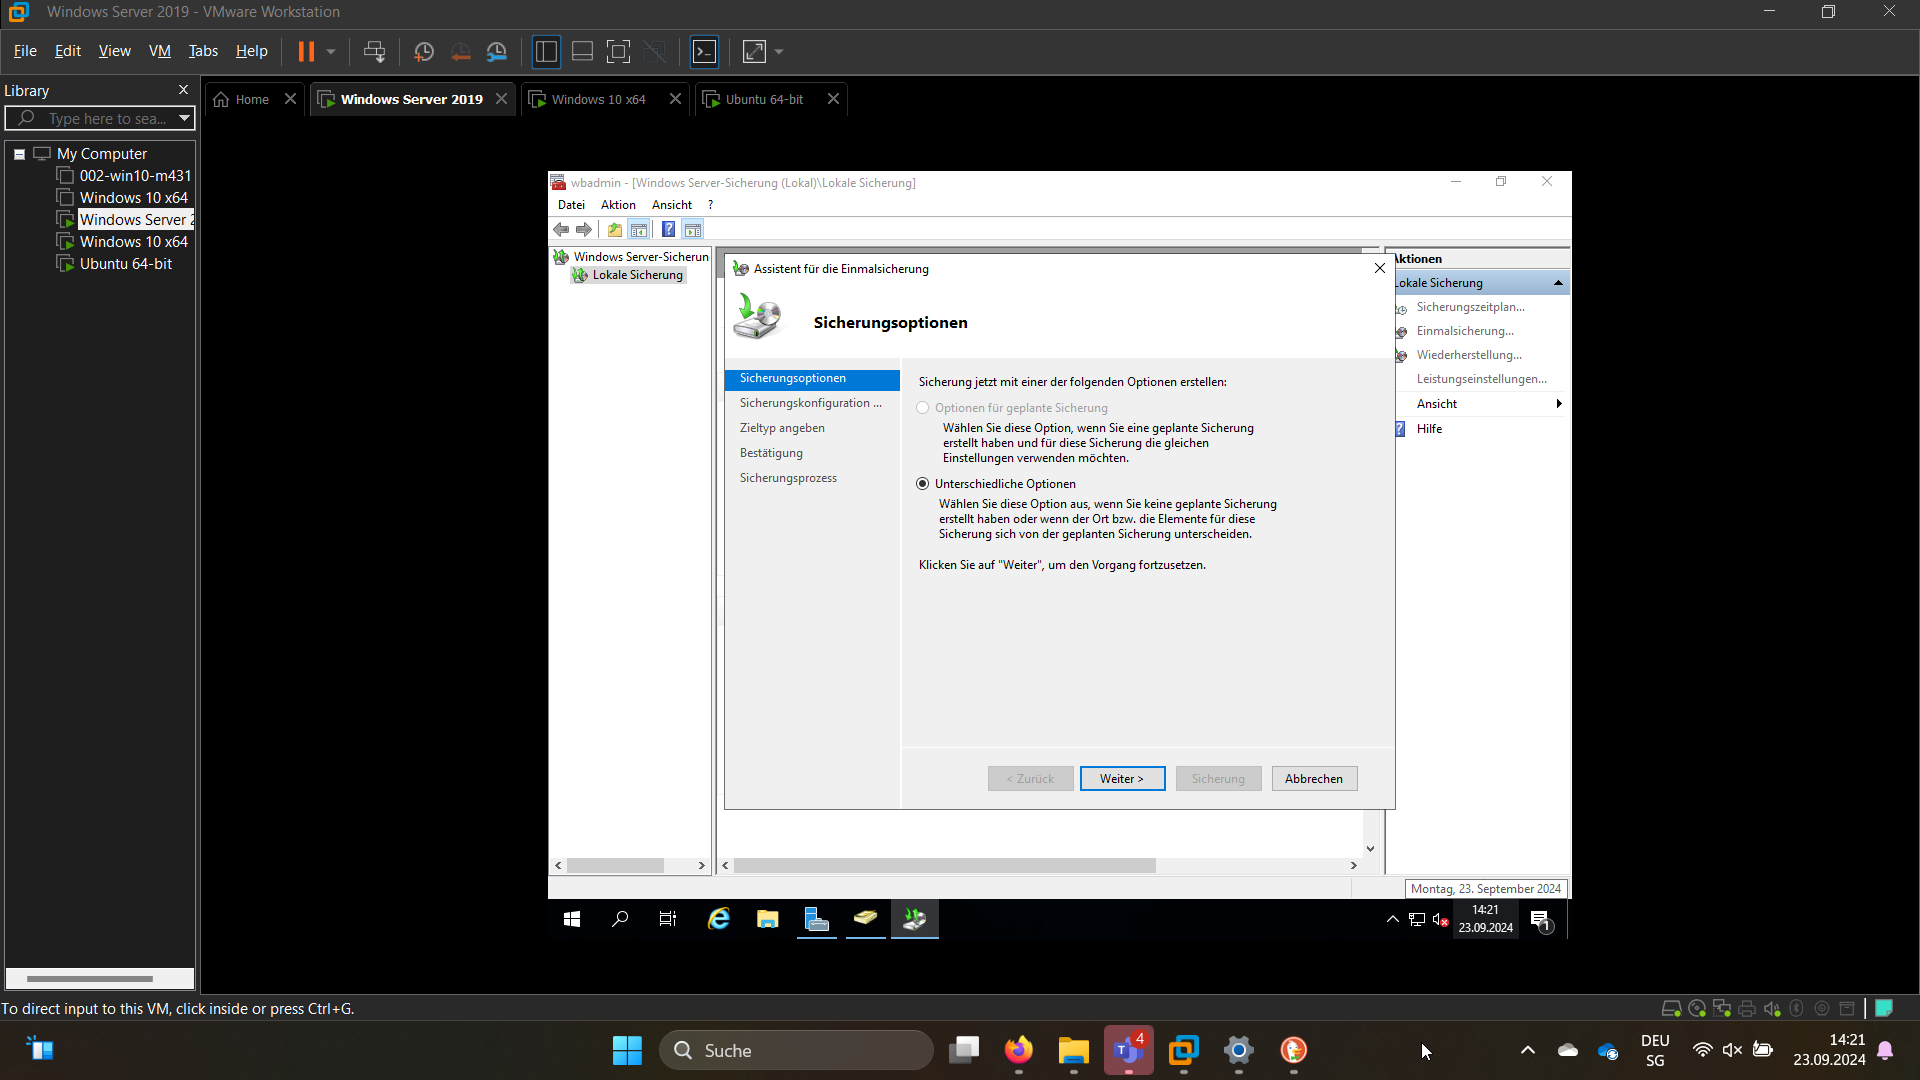 Windows Server 2019 - VMware Workstation
File Edit View VM Tabs Help
Library
Home
Windows Server 2019
Windows 10 x64
Ubuntu 64-bit
Type here to sea...
My Computer
002-win10-m431
Windows 10 x64
Windows Server 2
Windows 10 x64
Ubuntu 64-bit
wbadmin - [Windows Server-Sicherung (Lokal)\Lokale Sicherung]
Datei Aktion Ansicht ?
Windows Server-Sicherun
Lokale Sicherung
Assistent für die Einmalsicherung
Sicherungsoptionen
Sicherungsoptionen
Sicherungskonfiguration ...
Zieltyp angeben
Bestätigung
Sicherungsprozess
Sicherung jetzt mit einer der folgenden Optionen erstellen:
Optionen für geplante Sicherung
Wählen Sie diese Option, wenn Sie eine geplante Sicherung
erstellt haben und für diese Sicherung die gleichen
Einstellungen verwenden möchten.
Unterschiedliche Optionen
Wählen Sie diese Option aus, wenn Sie keine geplante Sicherung
erstellt haben oder wenn der Ort bzw. die Elemente für diese
Sicherung sich von der geplanten Sicherung unterscheiden.
Klicken Sie auf "Weiter", um den Vorgang fortzusetzen.
< Zurück
Weiter >
Sicherung
Abbrechen
Aktionen
Lokale Sicherung
Sicherungszeitplan...
Einmalsicherung...
Wiederherstellung...
Leistungseinstellungen...
Ansicht
Hilfe
Montag, 23. September 2024
14:21
23.09.2024
1
To direct input to this VM, click inside or press Ctrl+G.
Suche
4
DEU
SG
14:21
23.09.2024